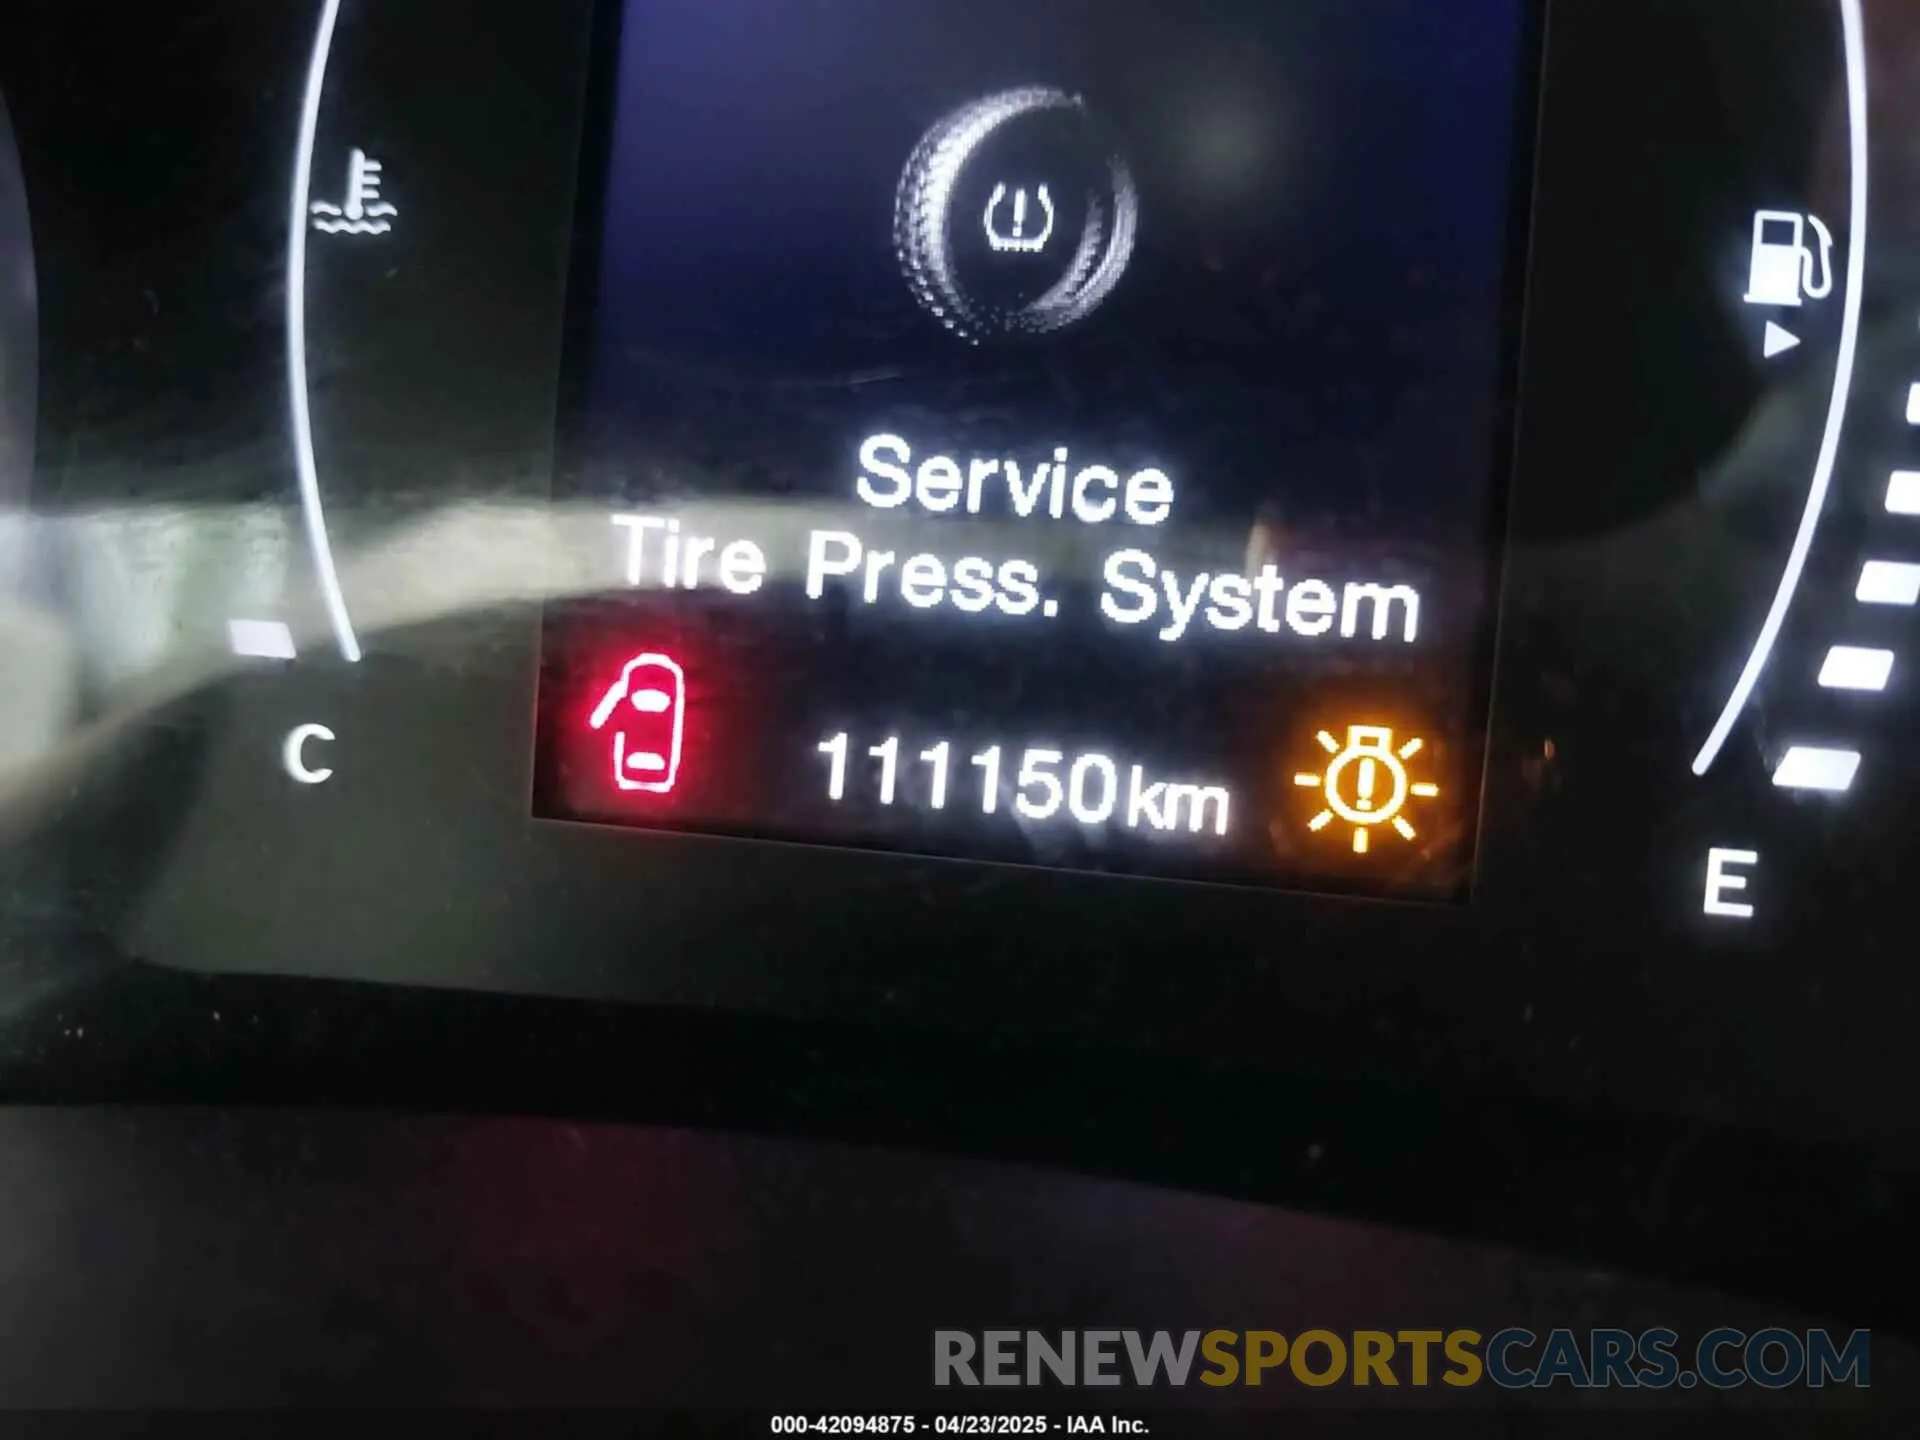 Service
Tire Press. System
111150km
C
E
RENEWSPORTSCARS.COM
000-42094875 - 04/23/2025 - IAA Inc.